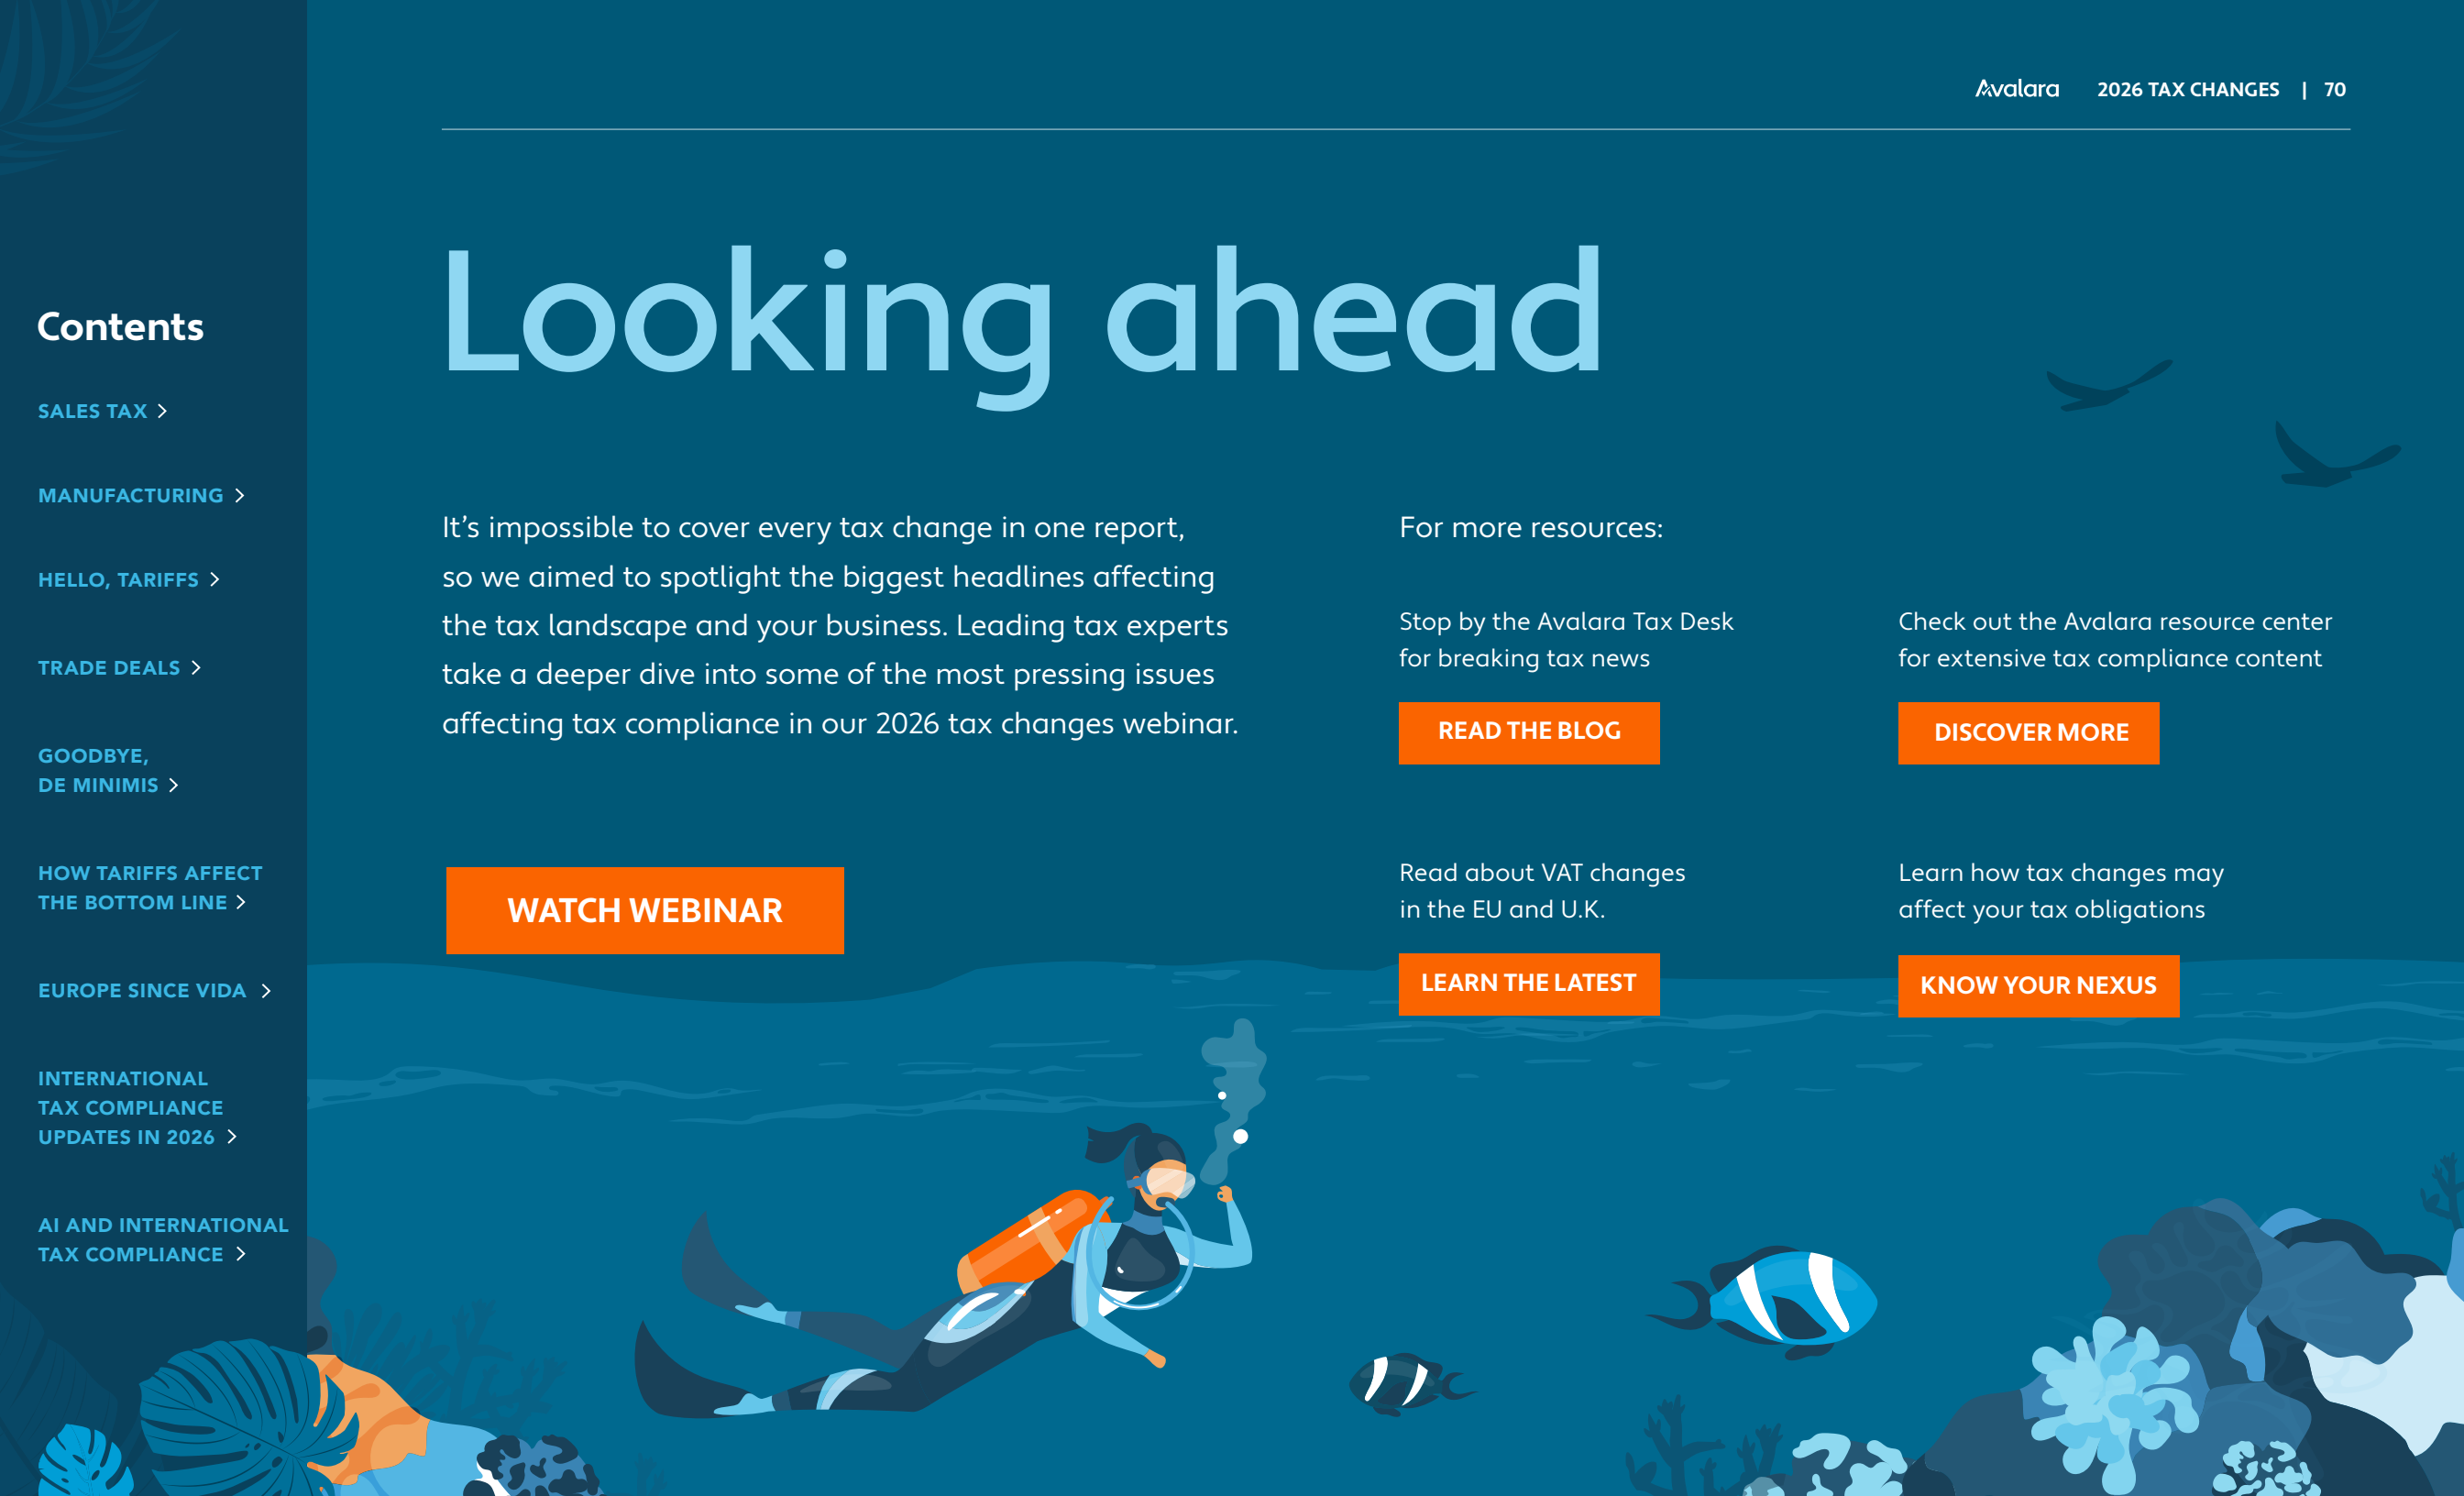 Avalara 2026 TAX CHANGES | 70
Contents
SALES TAX >
MANUFACTURING >
HELLO, TARIFFS >
TRADE DEALS >
GOODBYE,
DE MINIMIS >
HOW TARIFFS AFFECT
THE BOTTOM LINE >
EUROPE SINCE VIDA >
INTERNATIONAL
TAX COMPLIANCE
UPDATES IN 2026 >
AI AND INTERNATIONAL
TAX COMPLIANCE >
Looking ahead
It’s impossible to cover every tax change in one report,
so we aimed to spotlight the biggest headlines affecting
the tax landscape and your business. Leading tax experts
take a deeper dive into some of the most pressing issues
affecting tax compliance in our 2026 tax changes webinar.
WATCH WEBINAR
For more resources:
Stop by the Avalara Tax Desk
for breaking tax news
READ THE BLOG
Check out the Avalara resource center
for extensive tax compliance content
DISCOVER MORE
Read about VAT changes
in the EU and U.K.
LEARN THE LATEST
Learn how tax changes may
affect your tax obligations
KNOW YOUR NEXUS